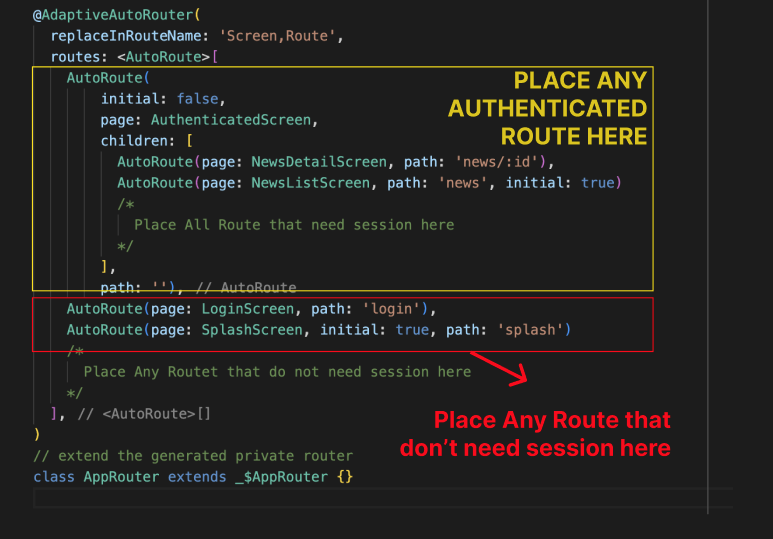 @AdaptiveAutoRouter(
  replaceInRouteName: 'Screen,Route',
  routes: <AutoRoute>[
    AutoRoute(
        initial: false,
        page: AuthenticatedScreen,
        children: [
          AutoRoute(page: NewsDetailScreen, path: 'news/:id'),
          AutoRoute(page: NewsListScreen, path: 'news', initial: true)
          /*
            Place All Route that need session here
          */
        ],
        path: ''), // AutoRoute
PLACE ANY
AUTHENTICATED
ROUTE HERE
    AutoRoute(page: LoginScreen, path: 'login'),
    AutoRoute(page: SplashScreen, initial: true, path: 'splash')
    /*
      Place Any Routet that do not need session here
    */
  ], // <AutoRoute>[]
)
Place Any Route that
don't need session here
// extend the generated private router
class AppRouter extends _$AppRouter {}